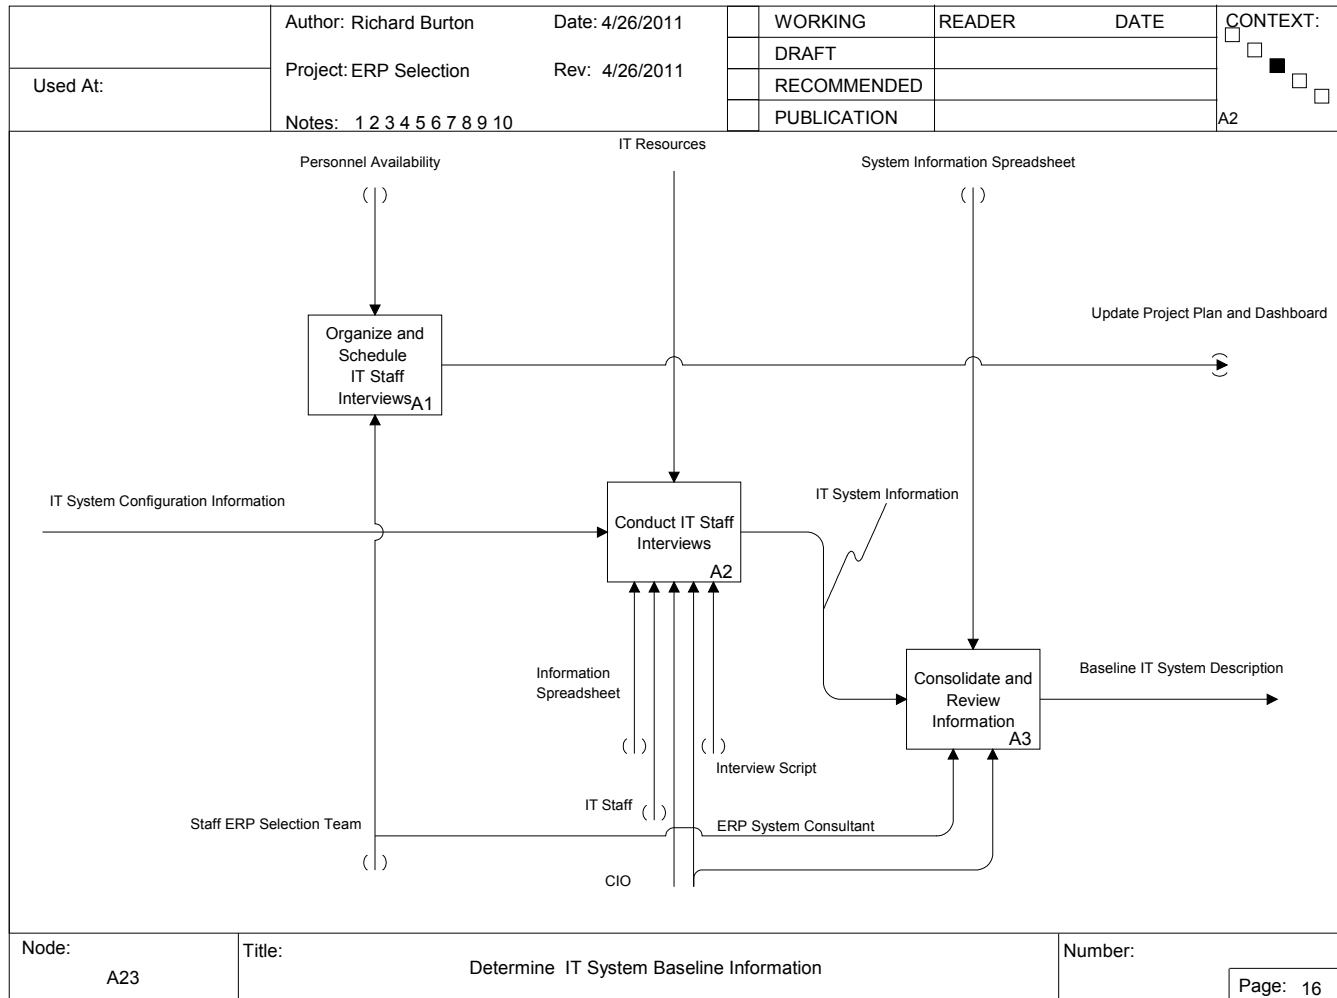 Author: Richard Burton
Date: 4/26/2011
Project: ERP Selection
Rev: 4/26/2011
Notes: 1 2 3 4 5 6 7 8 9 10
Used At:
WORKING
DRAFT
RECOMMENDED
PUBLICATION
READER
DATE
CONTEXT:
A2
IT Resources
Personnel Availability
System Information Spreadsheet
Update Project Plan and Dashboard
Organize and
Schedule
IT Staff
Interviews
A1
IT System Configuration Information
IT System Information
Conduct IT Staff
Interviews
A2
Information
Spreadsheet
Baseline IT System Description
Consolidate and
Review
Information
A3
Interview Script
IT Staff
Staff ERP Selection Team
ERP System Consultant
CIO
Node:
A23
Title:
Determine IT System Baseline Information
Number:
Page: 16